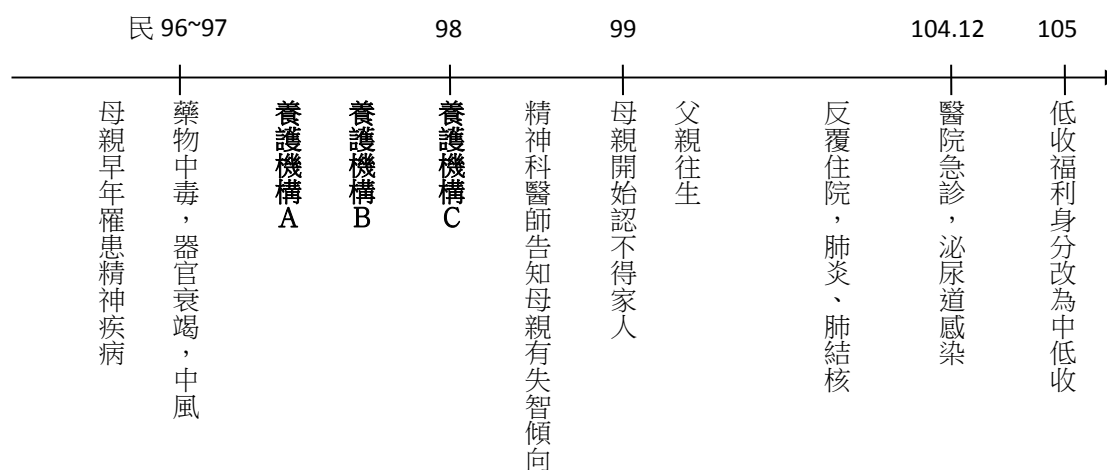 民 96~97
98
99
104.12
105
母親早年罹患精神疾病
藥物中毒，器官衰竭，中風
養護機構A
養護機構B
養護機構C
精神科醫師告知母親有失智傾向
母親開始認不得家人
父親往生
反覆住院，肺炎、肺結核
醫院急診，泌尿道感染
低收福利身分改為中低收